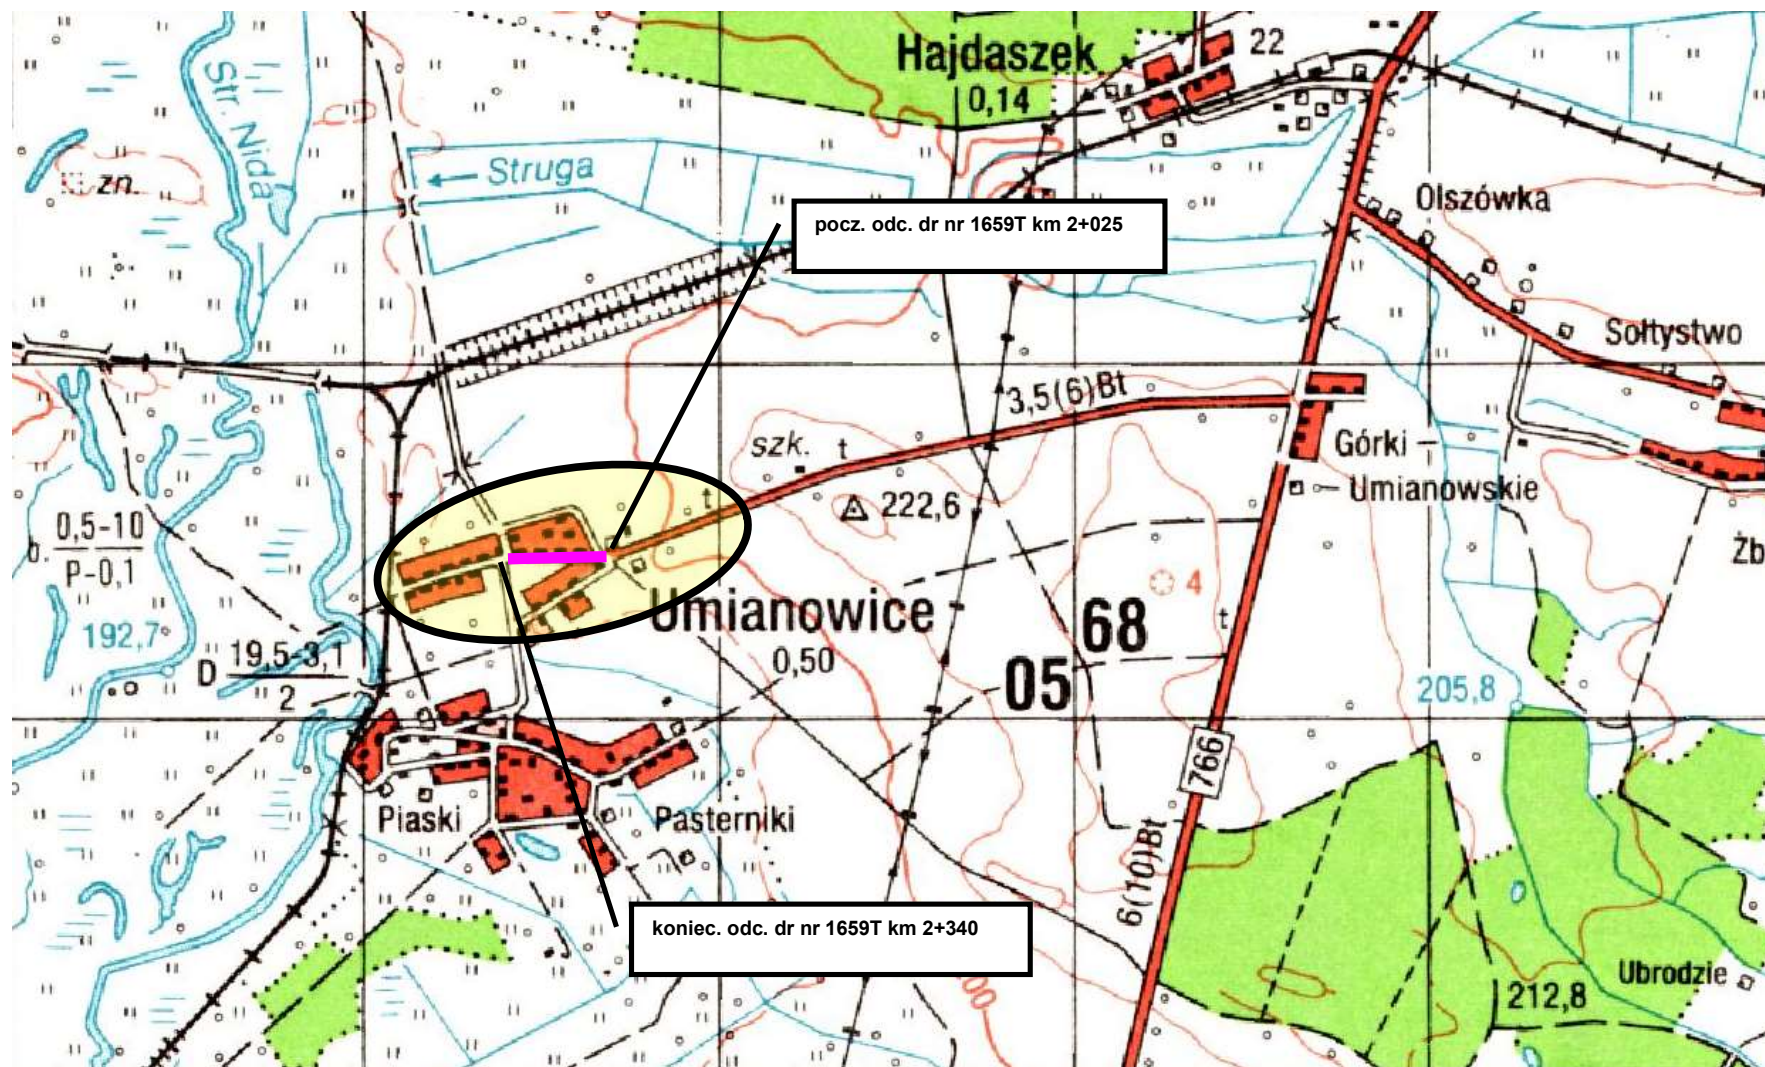 Hajdaszek
22
0,14
Str. Nida
Struga
zn.
Olszówka
pocz. odc. dr nr 1659T km 2+025
Sołtystwo
3,5(6)Bt
szk.
t
Górki
Umianowskie
222,6
t
0,5-10
P-0,1
Żb
4
192,7
Umianowice
68
t
D 19,5-3,1
2
0,50
05
205,8
766
Piaski
Pasterniki
6(10)Bt
koniec. odc. dr nr 1659T km 2+340
Ubrodzie
212,8
00